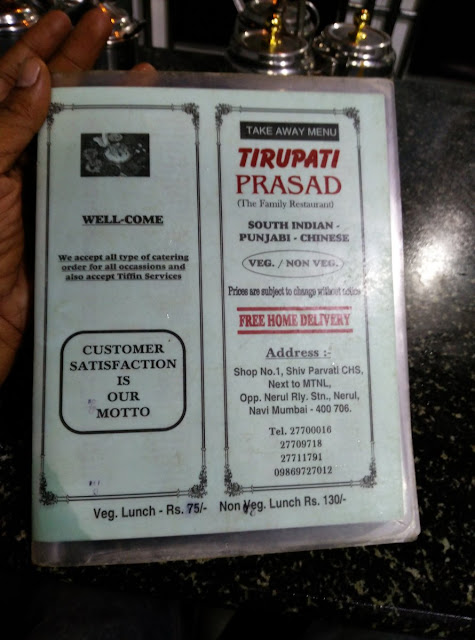 WELL-COME
We accept all type of catering
order for all occassions and
also accept Tiffin Services
CUSTOMER
SATISFACTION
IS
OUR
MOTTO
TAKE AWAY MENU
TIRUPATI
PRASAD
(The Family Restaurant)
SOUTH INDIAN -
PUNJABI - CHINESE
VEG. / NON VEG.
Prices are subject to change without notice
FREE HOME DELIVERY
Address :-
Shop No.1, Shiv Parvati CHS,
Next to MTNL,
Opp. Nerul Rly. Stn., Nerul,
Navi Mumbai - 400 706.
Tel. 27700016
27709718
27711791
09869727012
Veg. Lunch - Rs. 75/- Non Veg. Lunch Rs. 130/-